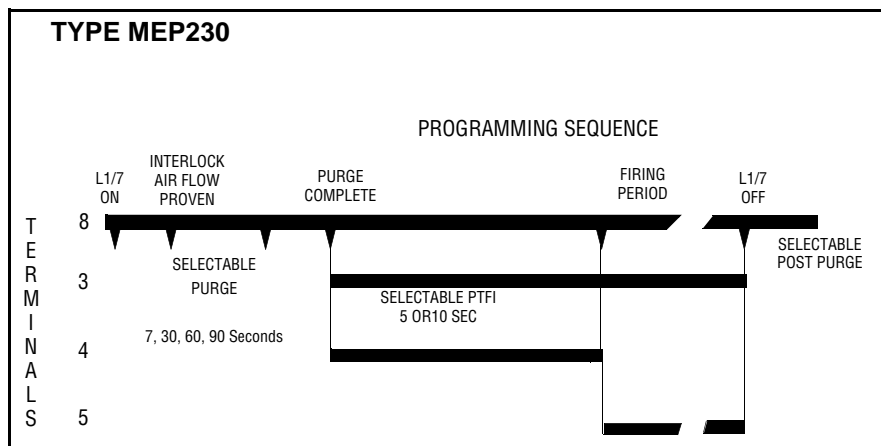 TYPE MEP230
PROGRAMMING SEQUENCE
L1/7
ON
INTERLOCK
AIR FLOW
PROVEN
PURGE
COMPLETE
FIRING
PERIOD
L1/7
OFF
TERMINALS
8
SELECTABLE
PURGE
SELECTABLE
POST PURGE
3
SELECTABLE PTFI
5 OR10 SEC
7, 30, 60, 90 Seconds
4
5